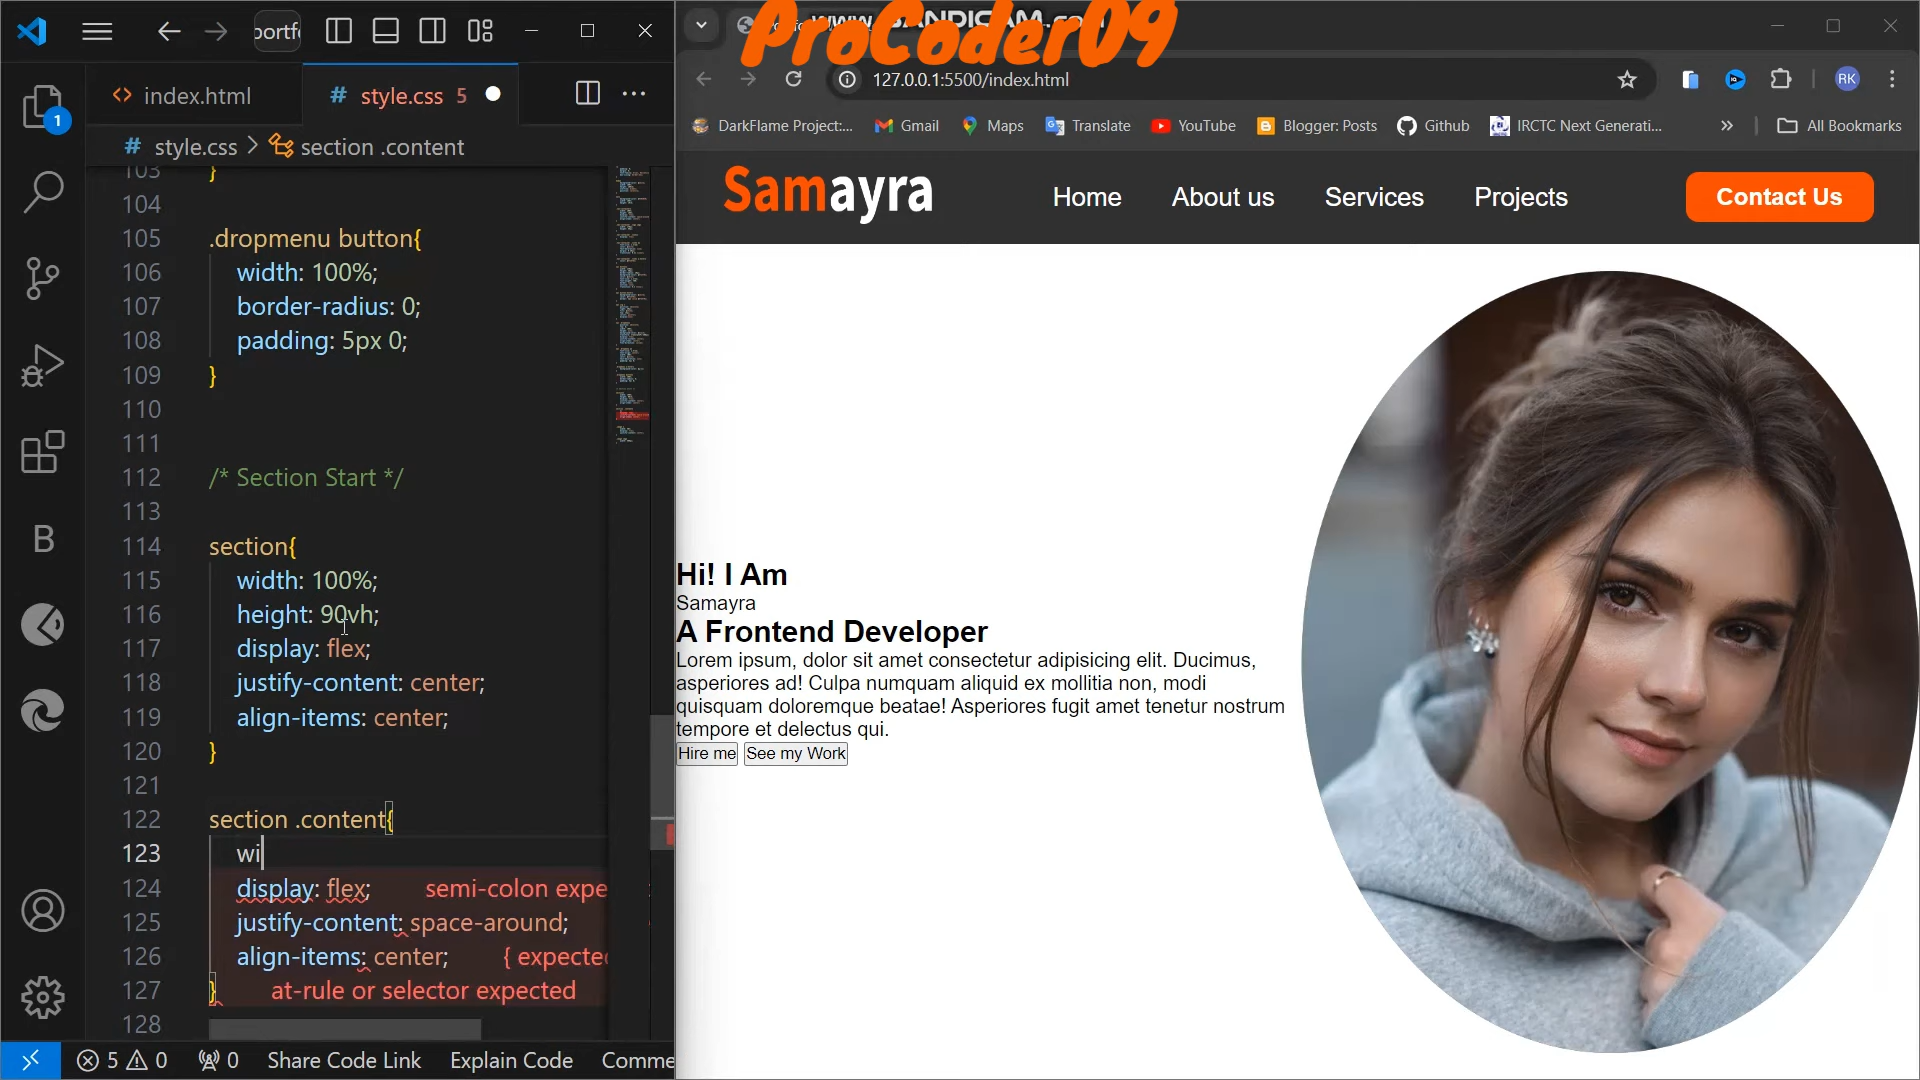 portfo
index.html
# style.css 5
# style.css > section .content
103 }
104
105 .dropmenu button{
106 width: 100%;
107 border-radius: 0;
108 padding: 5px 0;
109 }
110
111
112 /* Section Start */
113
114 section{
115 width: 100%;
116 height: 90vh;
117 display: flex;
118 justify-content: center;
119 align-items: center;
120 }
121
122 section .content{
123 wi
124 display: flex; semi-colon expe
125 justify-content: space-around;
126 align-items: center; { expected
127 } at-rule or selector expected
128
1
B
5 0 0 Share Code Link Explain Code Comme
ProCoder09
www.BANDICAM.com
127.0.0.1:5500/index.html
RK
DarkFlame Project:... Gmail Maps Translate YouTube Blogger: Posts Github IRCTC Next Generati... » All Bookmarks
Samayra Home About us Services Projects Contact Us
Hi! I Am
Samayra
A Frontend Developer
Lorem ipsum, dolor sit amet consectetur adipisicing elit. Ducimus,
asperiores ad! Culpa numquam aliquid ex mollitia non, modi
quisquam doloremque beatae! Asperiores fugit amet tenetur nostrum
tempore et delectus qui.
Hire me See my Work